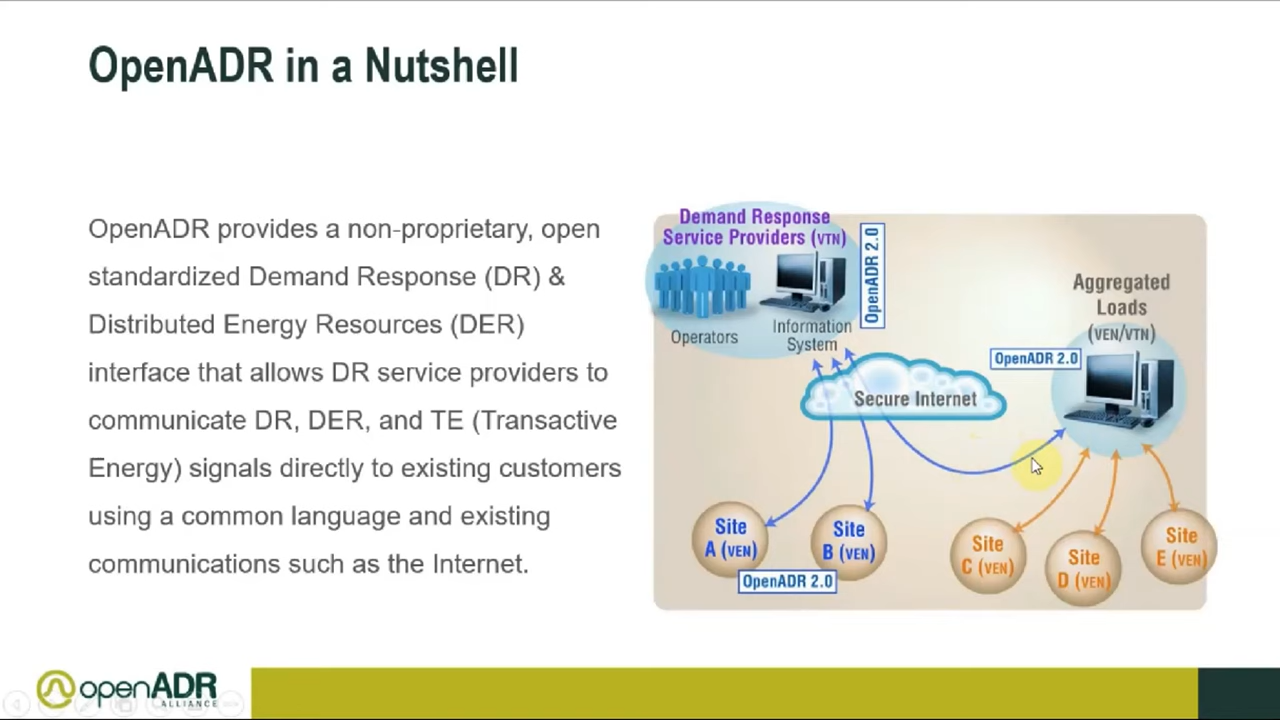 OpenADR in a Nutshell
OpenADR provides a non-proprietary, open
standardized Demand Response (DR) &
Distributed Energy Resources (DER)
interface that allows DR service providers to
communicate DR, DER, and TE (Transactive
Energy) signals directly to existing customers
using a common language and existing
communications such as the Internet.
Demand Response
Service Providers (VTN)
OpenADR 2.0
Operators
Information
System
Aggregated
Loads
(VEN/VTN)
OpenADR 2.0
Secure Internet
Site
A (VEN)
Site
B (VEN)
OpenADR 2.0
Site
C (VEN)
Site
D (VEN)
Site
E (VEN)
openADR
ALLIANCE